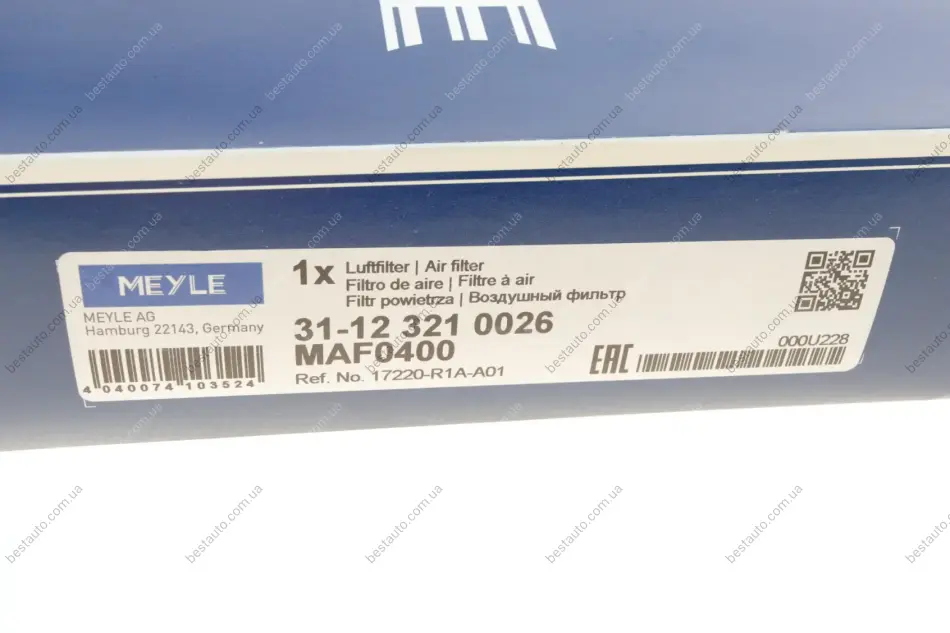 MEYLE
MEYLE AG
Hamburg 22143, Germany
4 040074 103524
1x Luftfilter | Air filter
Filtro de aire | Filtre à air
Filtr powietrza | Воздушный фильтр
31-12 321 0026
MAF0400
Ref. No. 17220-R1A-A01
EAC
000U228
bestauto.com.ua